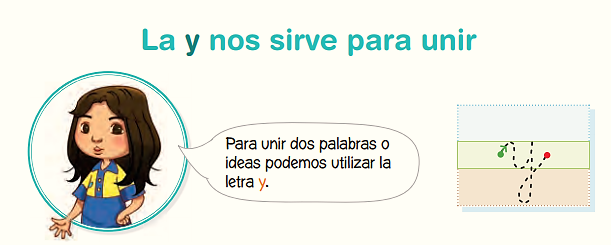 La y nos sirve para unir
Para unir dos palabras o
ideas podemos utilizar la
letra y.